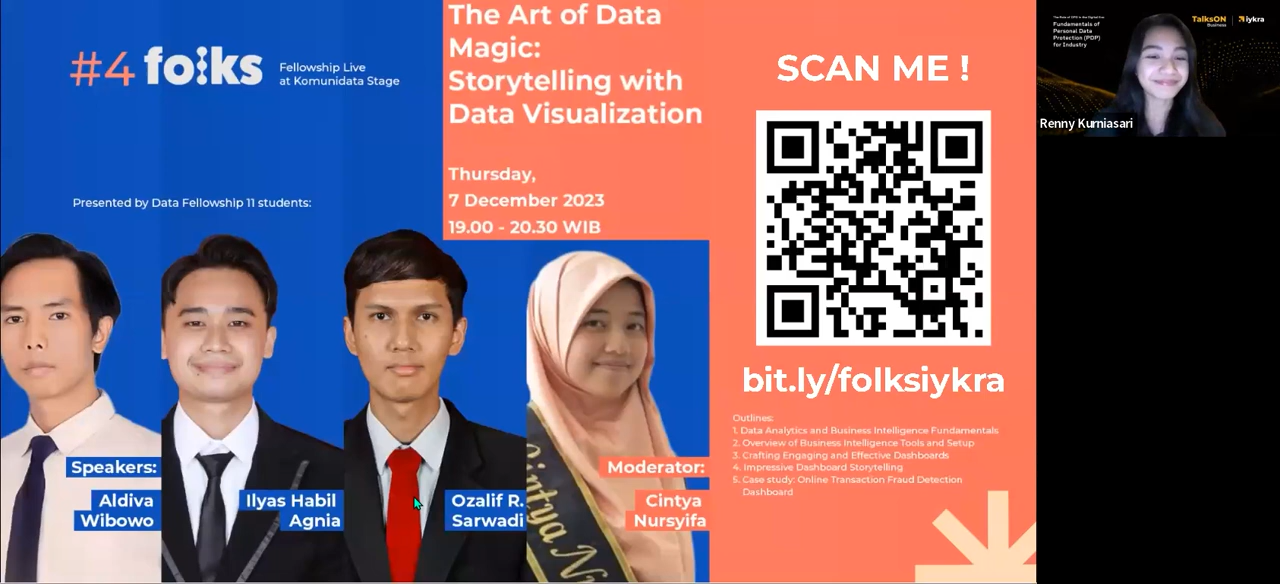 #4 folks
Fellowship Live
at Komunidata Stage
The Art of Data
Magic:
Storytelling with
Data Visualization
Thursday,
7 December 2023
19.00 - 20.30 WIB
Presented by Data Fellowship 11 students:
Speakers:
Aldiva
Wibowo
Ilyas Habil
Agnia
Ozalif R.
Sarwadi
Moderator:
Cintya
Nursyifa
Cintya N
SCAN ME !
bit.ly/folksiykra
Outlines:
1. Data Analytics and Business Intelligence Fundamentals
2. Overview of Business Intelligence Tools and Setup
3. Crafting Engaging and Effective Dashboards
4. Impressive Dashboard Storytelling
5. Case study: Online Transaction Fraud Detection
Dashboard
Fundamentals of
Personal Data
Protection (PDP)
for Industry
TalksON
Business
iykra
Renny Kurniasari